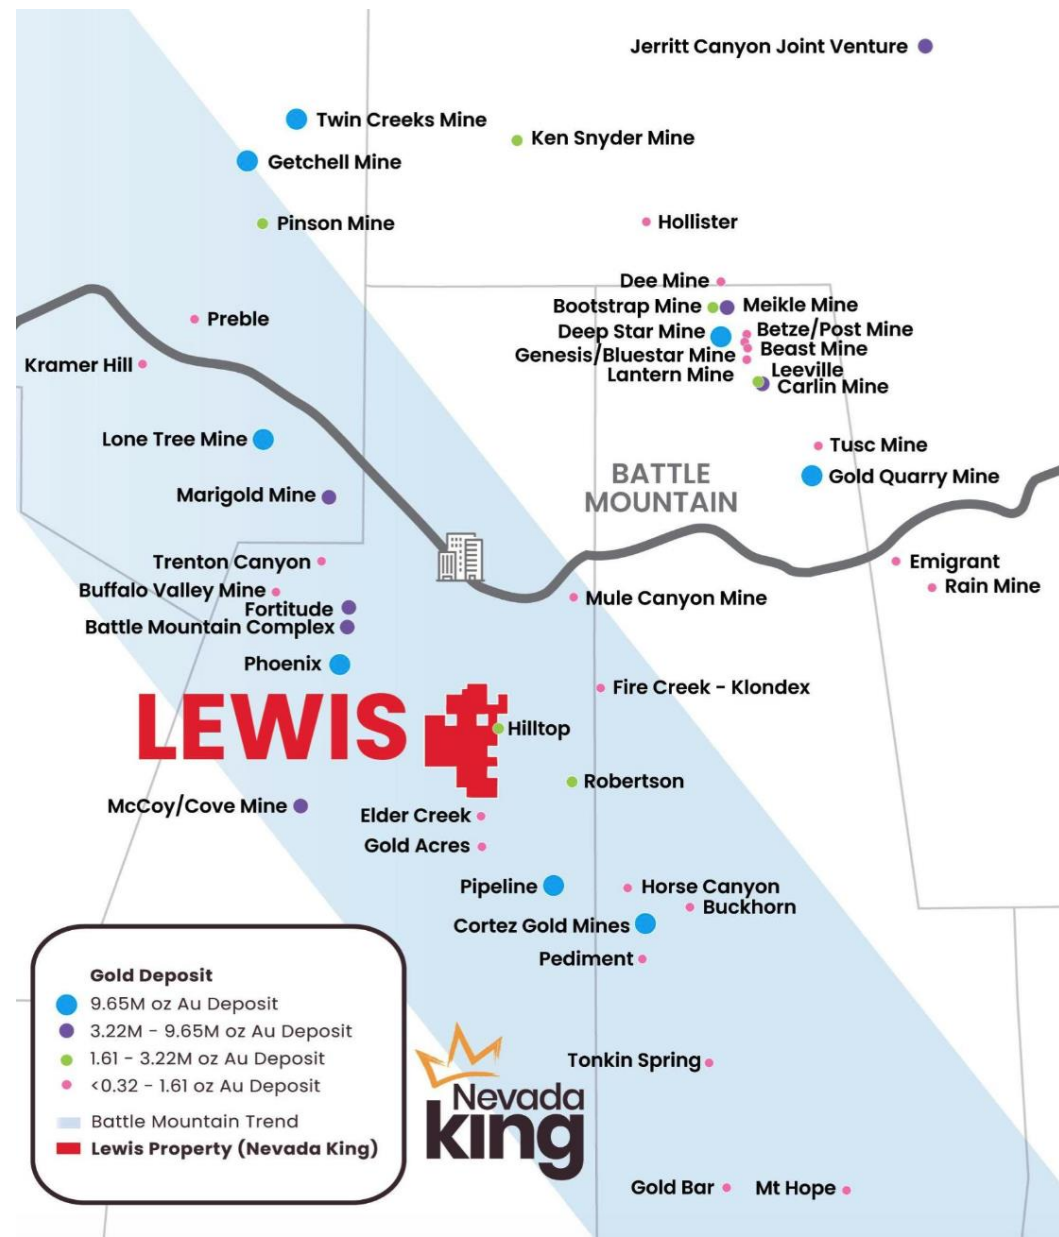 Jerritt Canyon Joint Venture
Twin Creeks Mine
Ken Snyder Mine
Getchell Mine
Pinson Mine
Hollister
Dee Mine
Bootstrap Mine
Meikle Mine
Preble
Deep Star Mine
Betze/Post Mine
Beast Mine
Genesis/Bluestar Mine
Kramer Hill
Leeville
Lantern Mine
Carlin Mine
Lone Tree Mine
Tusc Mine
BATTLE
MOUNTAIN
Gold Quarry Mine
Marigold Mine
Trenton Canyon
Emigrant
Buffalo Valley Mine
Rain Mine
Mule Canyon Mine
Fortitude
Battle Mountain Complex
Phoenix
Fire Creek - Klondex
LEWIS
Hilltop
Robertson
McCoy/Cove Mine
Elder Creek
Gold Acres
Pipeline
Horse Canyon
Buckhorn
Cortez Gold Mines
Pediment
Gold Deposit
9.65M oz Au Deposit
3.22M - 9.65M oz Au Deposit
1.61 - 3.22M oz Au Deposit
<0.32 - 1.61 oz Au Deposit
Battle Mountain Trend
Lewis Property (Nevada King)
Tonkin Spring
Nevada
king
Gold Bar
Mt Hope